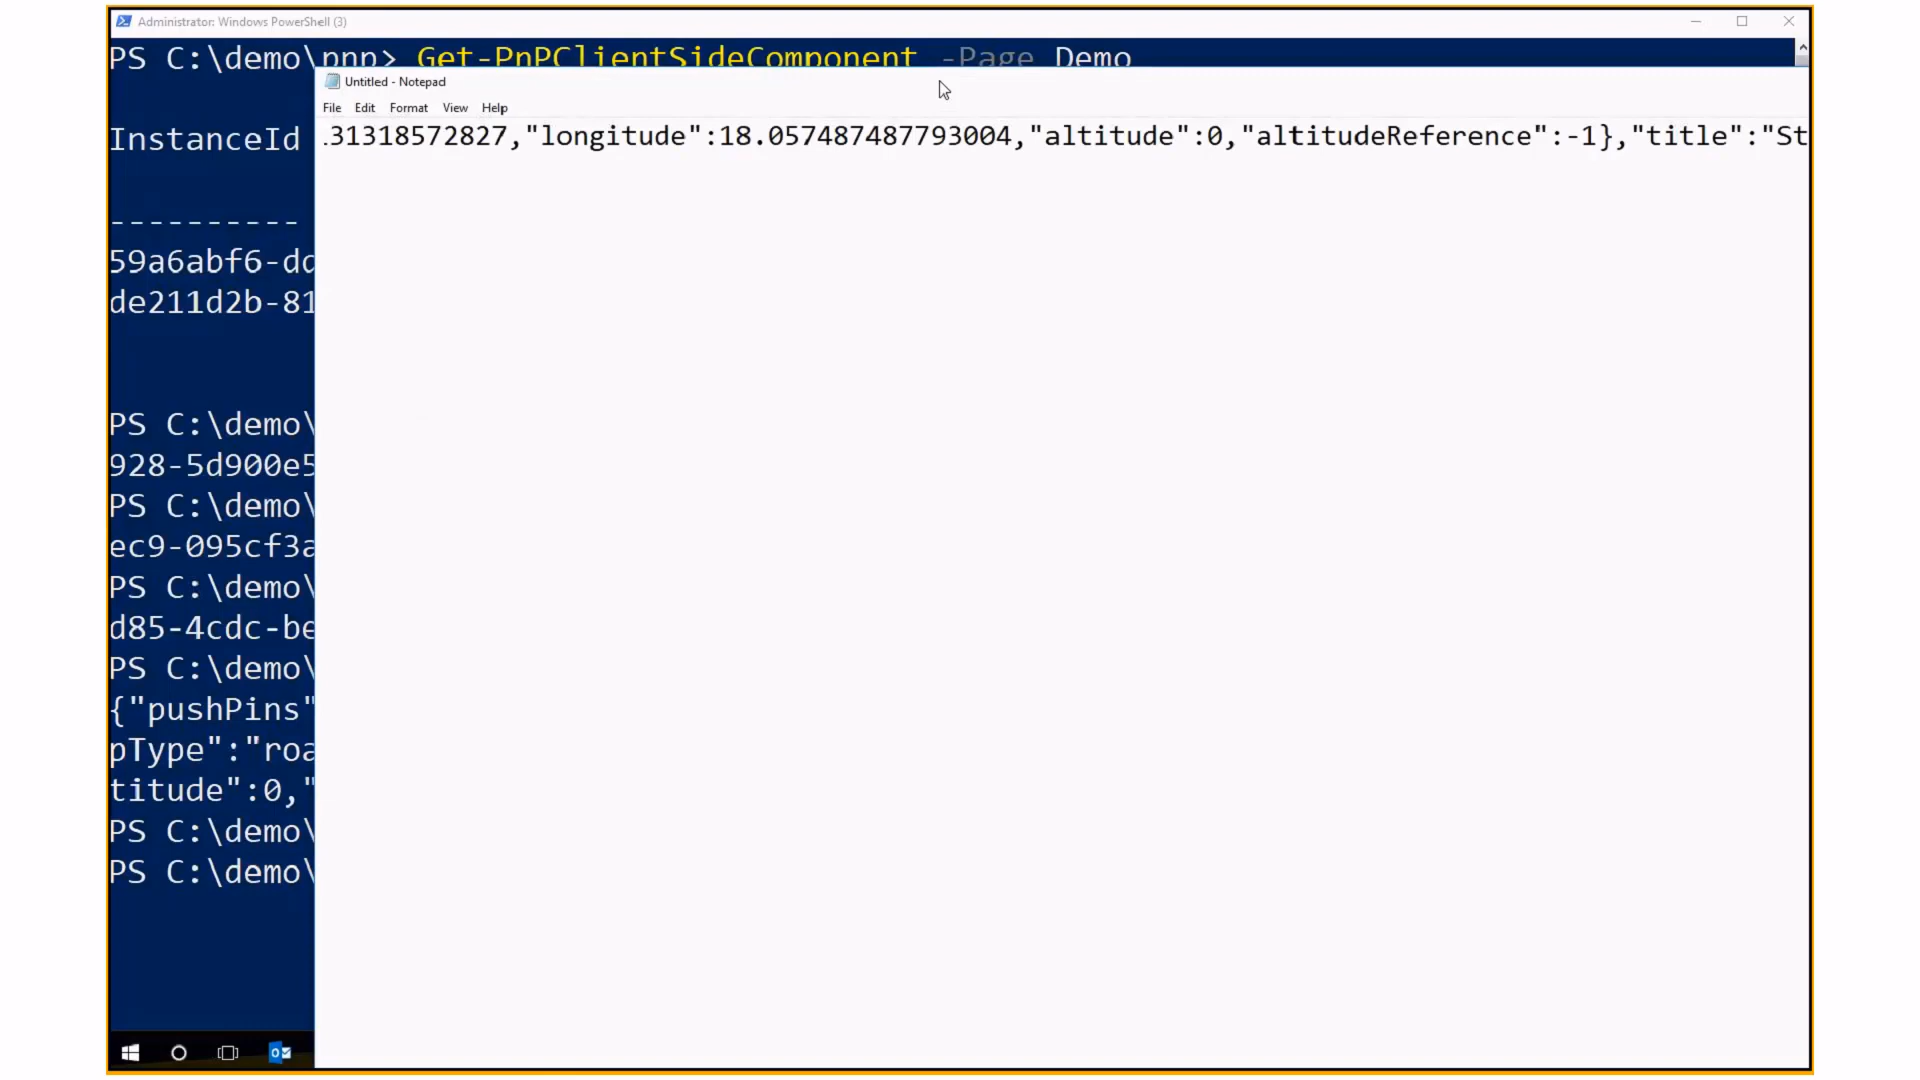 Administrator: Windows PowerShell (3)
PS C:\demo\pnp> Get-PnPClientSideComponent -Page Demo
Untitled - Notepad
File Edit Format View Help
.31318572827,"longitude":18.057487487793004,"altitude":0,"altitudeReference":-1},"title":"St
InstanceId
----------
59a6abf6-dd
de211d2b-81
PS C:\demo\
928-5d900e5
PS C:\demo\
ec9-095cf3a
PS C:\demo\
d85-4cdc-be
PS C:\demo\
{"pushPins"
pType":"roa
titude":0,"
PS C:\demo\
PS C:\demo\